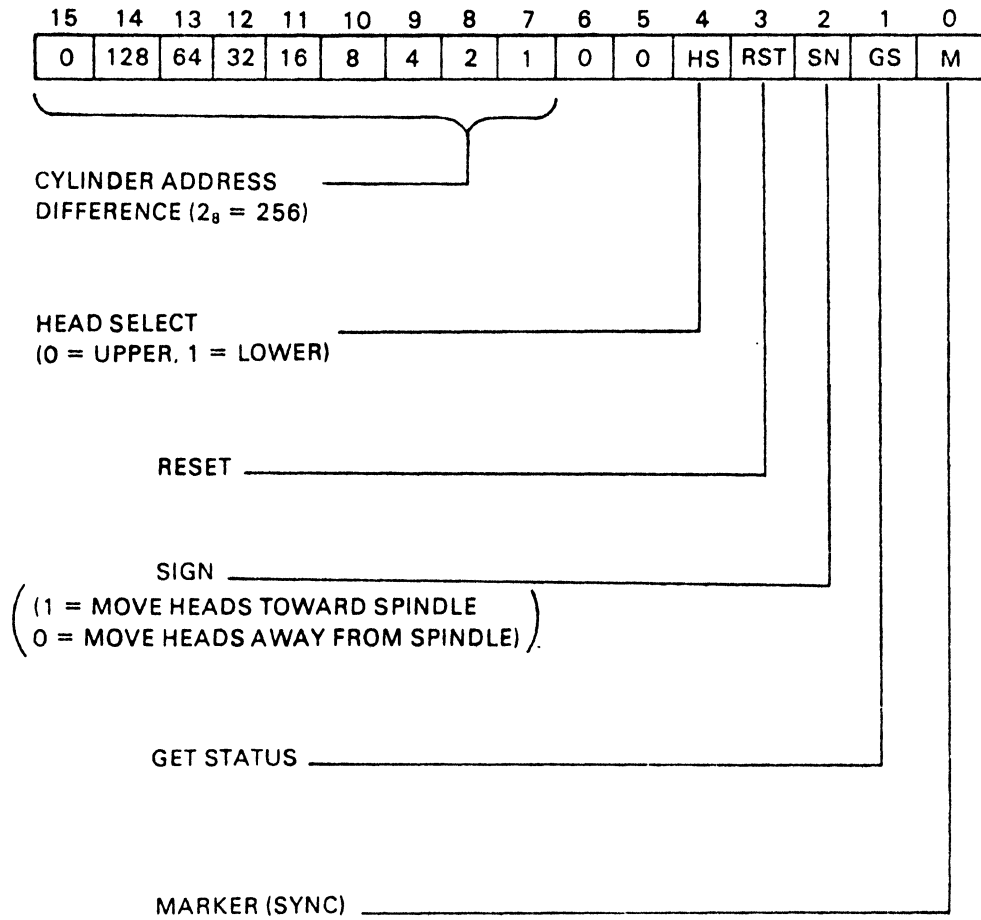 15 14 13 12 11 10 9 8 7 6 5 4 3 2 1 0
0 128 64 32 16 8 4 2 1 0 0 HS RST SN GS M
CYLINDER ADDRESS
DIFFERENCE (2₈ = 256)
HEAD SELECT
(0 = UPPER, 1 = LOWER)
RESET
SIGN
(1 = MOVE HEADS TOWARD SPINDLE
0 = MOVE HEADS AWAY FROM SPINDLE)
GET STATUS
MARKER (SYNC)